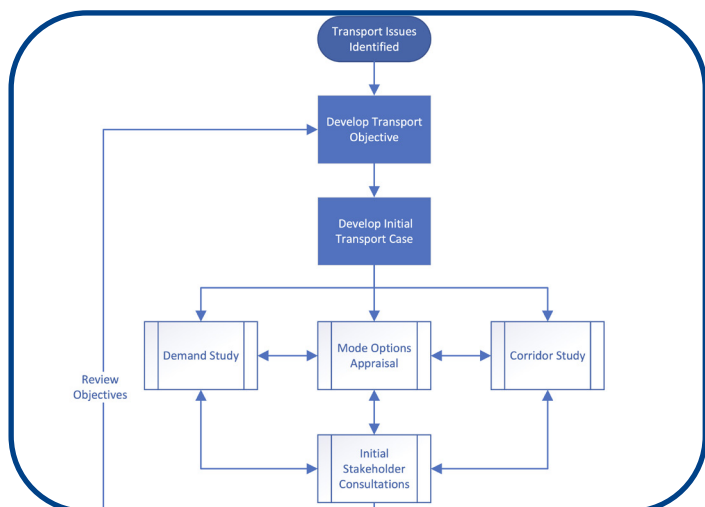 Transport Issues
Identified
Develop Transport
Objective
Develop Initial
Transport Case
Demand Study
Mode Options
Appraisal
Corridor Study
Review
Objectives
Initial
Stakeholder
Consultations